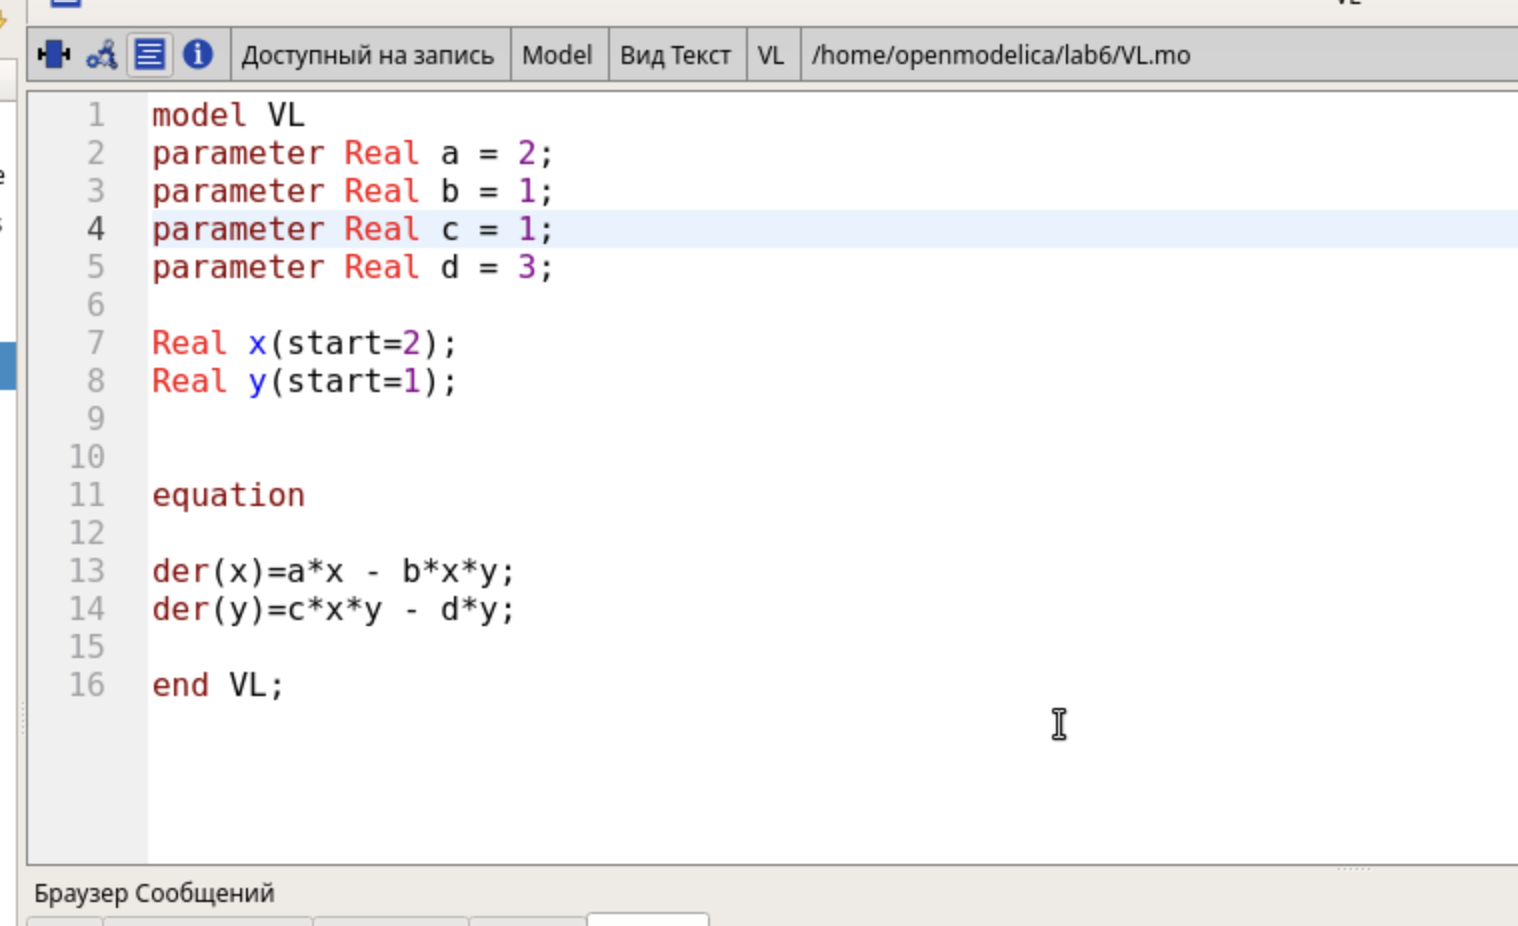 Доступный на запись Model Вид Текст VL /home/openmodelica/lab6/VL.mo
1 model VL
2 parameter Real a = 2;
3 parameter Real b = 1;
4 parameter Real c = 1;
5 parameter Real d = 3;
6
7 Real x(start=2);
8 Real y(start=1);
9
10
11 equation
12
13 der(x)=a*x - b*x*y;
14 der(y)=c*x*y - d*y;
15
16 end VL;
Браузер Сообщений